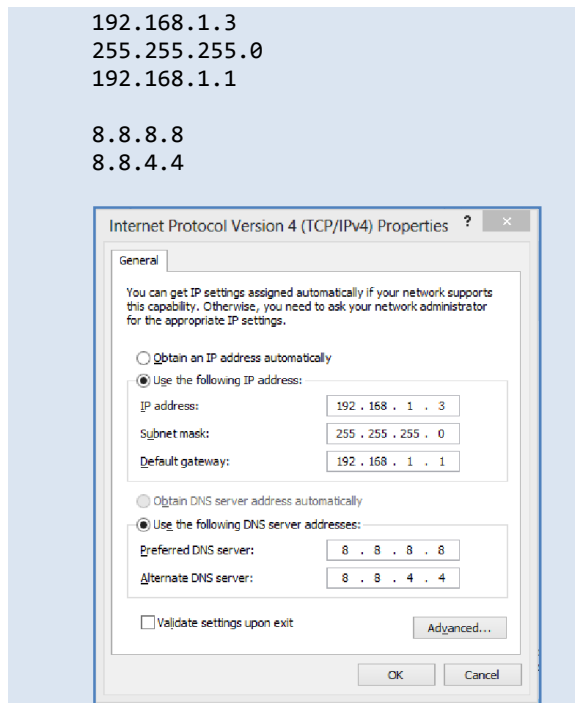 192.168.1.3
255.255.255.0
192.168.1.1
8.8.8.8
8.8.4.4
Internet Protocol Version 4 (TCP/IPv4) Properties ? ×
General
You can get IP settings assigned automatically if your network supports
this capability. Otherwise, you need to ask your network administrator
for the appropriate IP settings.
Obtain an IP address automatically
Use the following IP address:
IP address: 192 . 168 . 1 . 3
Subnet mask: 255 . 255 . 255 . 0
Default gateway: 192 . 168 . 1 . 1
Obtain DNS server address automatically
Use the following DNS server addresses:
Preferred DNS server: 8 . 8 . 8 . 8
Alternate DNS server: 8 . 8 . 4 . 4
Validate settings upon exit
Advanced...
OK Cancel